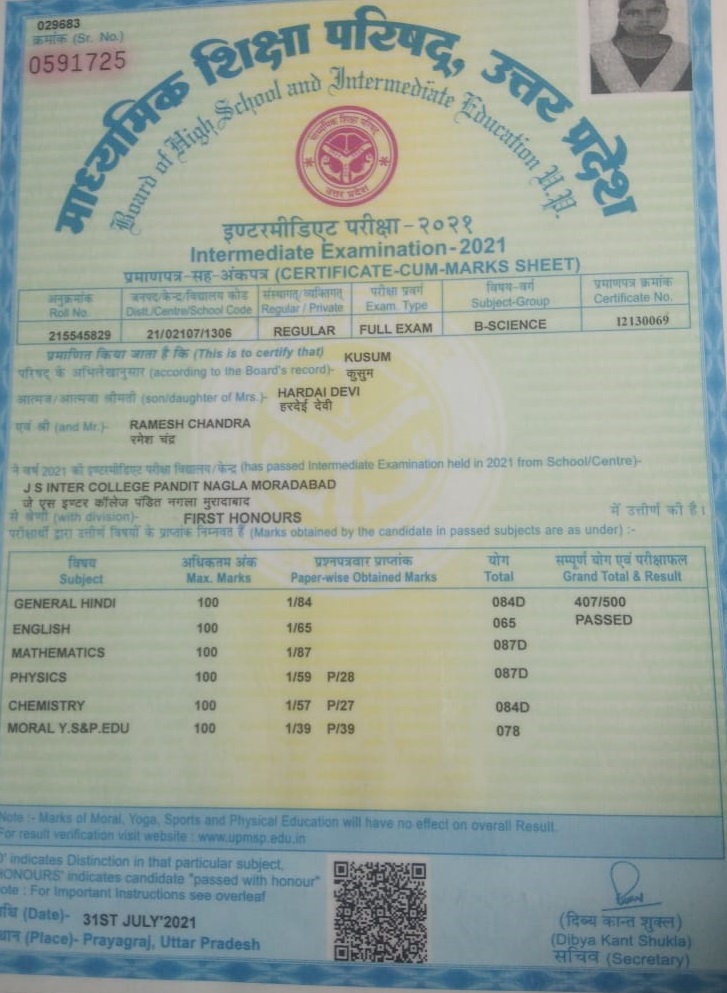 029683
क्रमांक (Sr. No.)
0591725
माध्यमिक शिक्षा परिषद्, उत्तर प्रदेश
Board of High School and Intermediate Education U.P.
माध्यमिक शिक्षा परिषद्
उत्तर प्रदेश
इण्टरमीडिएट परीक्षा-२०२१
Intermediate Examination-2021
प्रमाणपत्र-सह-अंकपत्र (CERTIFICATE-CUM-MARKS SHEET)
अनुक्रमांक जनपद/केन्द्र/विद्यालय कोड संस्थागत/व्यक्तिगत परीक्षा प्रवर्ग विषय-वर्ग प्रमाणपत्र क्रमांक
Roll No. Distt./Centre/School Code Regular / Private Exam. Type Subject-Group Certificate No.
215545829 21/02107/1306 REGULAR FULL EXAM B-SCIENCE I2130069
प्रमाणित किया जाता है कि (This is to certify that) KUSUM
परिषद् के अभिलेखानुसार (according to the Board's record)- कुसुम
आत्मज/आत्मजा श्रीमती (son/daughter of Mrs.)- HARDAI DEVI
हरदेई देवी
एवं श्री (and Mr.)- RAMESH CHANDRA
रमेश चंद्र
ने वर्ष 2021 की इण्टरमीडिएट परीक्षा विद्यालय/केन्द्र (has passed Intermediate Examination held in 2021 from School/Centre)-
J S INTER COLLEGE PANDIT NAGLA MORADABAD
जे एस इण्टर कॉलेज पंडित नगला मुरादाबाद में उत्तीर्ण की है।
से श्रेणी (with division)- FIRST HONOURS
परीक्षार्थी द्वारा उत्तीर्ण विषयों के प्राप्तांक निम्नवत हैं (Marks obtained by the candidate in passed subjects are as under) :-
विषय अधिकतम अंक प्रश्नपत्रवार प्राप्तांक योग सम्पूर्ण योग एवं परीक्षाफल
Subject Max. Marks Paper-wise Obtained Marks Total Grand Total & Result
GENERAL HINDI 100 1/84 084D 407/500
ENGLISH 100 1/65 065 PASSED
MATHEMATICS 100 1/87 087D
PHYSICS 100 1/59 P/28 087D
CHEMISTRY 100 1/57 P/27 084D
MORAL Y.S&P.EDU 100 1/39 P/39 078
Note :- Marks of Moral, Yoga, Sports and Physical Education will have no effect on overall Result.
For result verification visit website : www.upmsp.edu.in
D' indicates Distinction in that particular subject,
HONOURS' indicates candidate "passed with honour"
Note : For Important Instructions see overleaf
(Date)- 31ST JULY'2021
(Place)- Prayagraj, Uttar Pradesh
(दिब्य कान्त शुक्ल)
(Dibya Kant Shukla)
सचिव (Secretary)